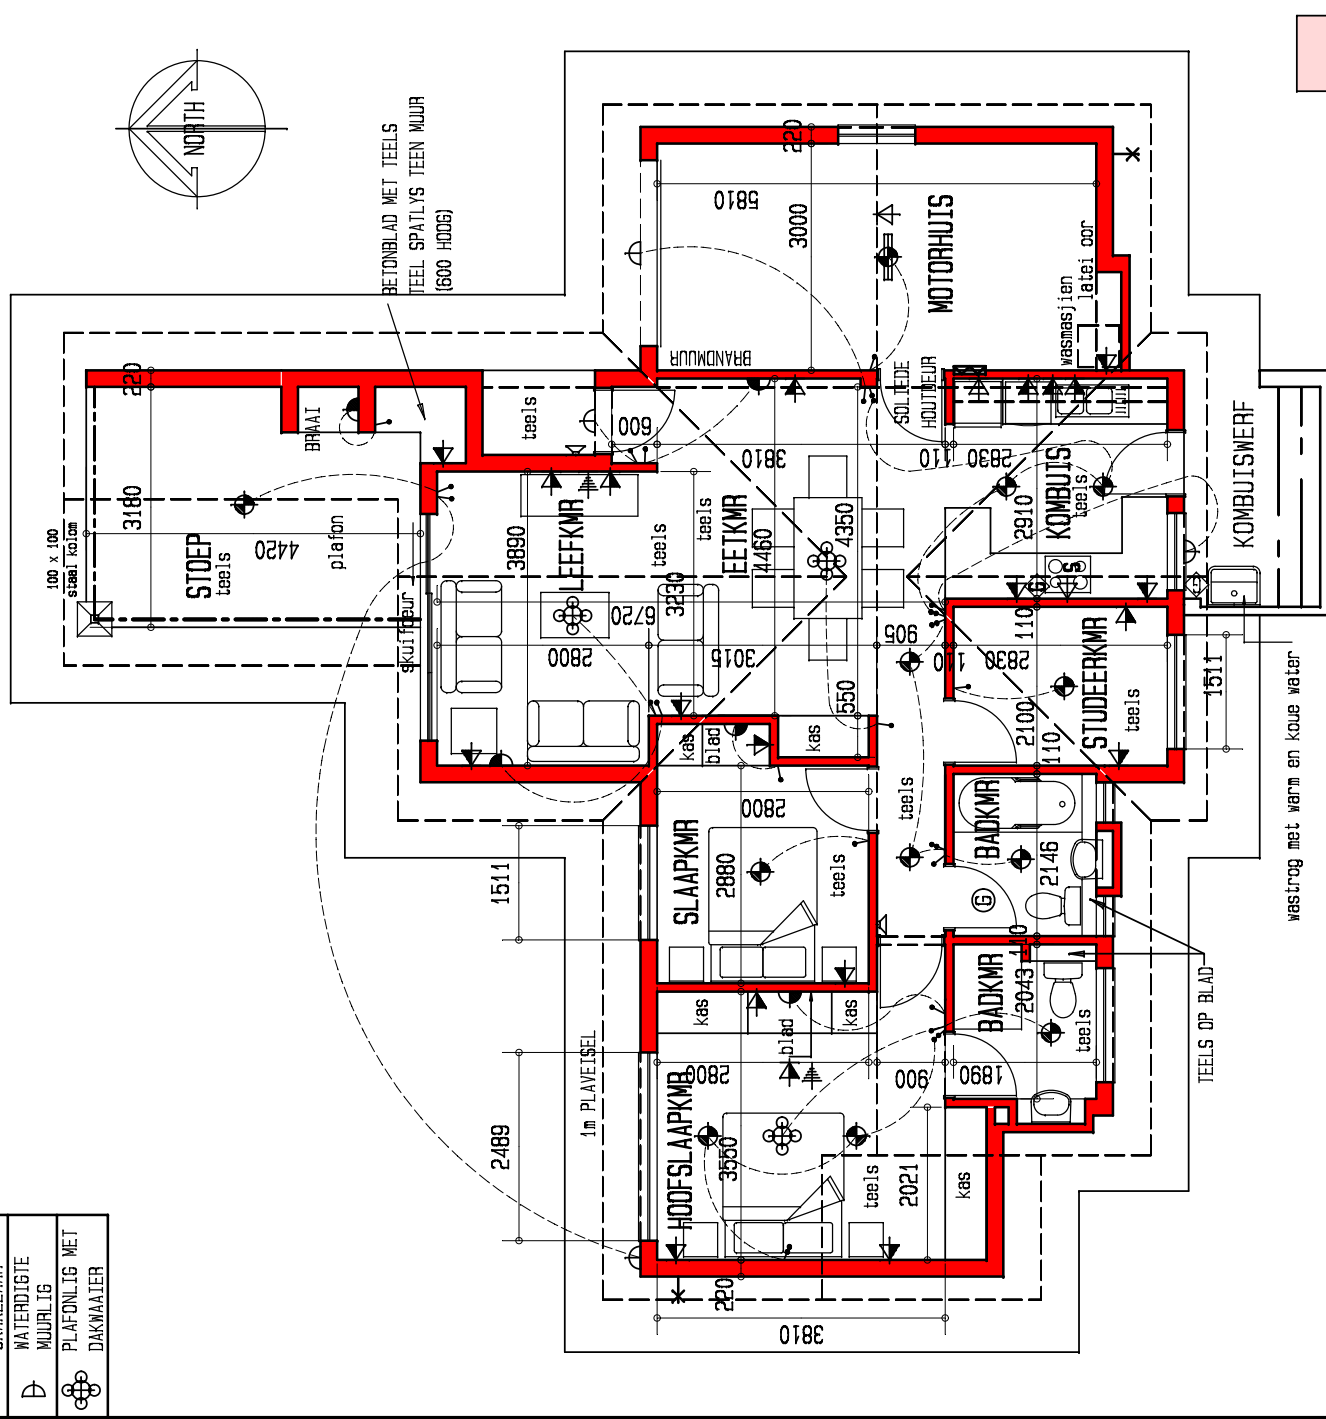 NORTH
BETONBLAD MET TEELS
TEEL SPATLYS TEEN MUUR
(600 HOOG)
220
3000
5810
MOTORHUIS
BRANDMUUR
wasmasjien
latei oor
SOLIEDE
HOUTDEUR
220
3180
4420
STOEP
teels
plafon
BRAAI
100 x 100
staal kolom
skuifdeur
teels
600
3810
110
2830
3890
LEEFKMR
teels
teels
EETKMR
4460
4350
2910
KOMBUIS
teels
KOMBUISWERF
G
S
2800
6720
3230
3015
550
905
110
2830
110
2100
110
STUDEERKMR
teels
1511
wastrog met warm en koue water
kas
blad
kas
1511
SLAAPKMR
2800
2880
teels
teels
BADKMR
2146
G
110
BADKMR
2043
teels
TEELS OP BLAD
1m PLAVEISEL
kas
blad
kas
2489
HOOFSLAAPKMR
2800
900
1890
3550
teels
2021
kas
220
3810
WATERDIGTE
MUURLIG
PLAFONLIG MET
DAKWAAIER